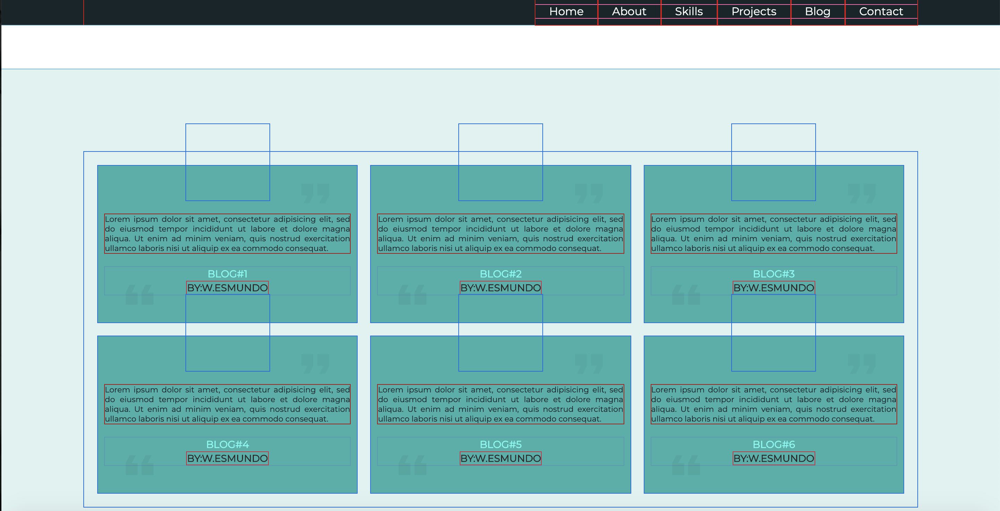 Home About Skills Projects Blog Contact
”
”
”
Lorem ipsum dolor sit amet, consectetur adipisicing elit, sed
do eiusmod tempor incididunt ut labore et dolore magna
aliqua. Ut enim ad minim veniam, quis nostrud exercitation
ullamco laboris nisi ut aliquip ex ea commodo consequat.
BLOG#1
BY:W.ESMUNDO
“
Lorem ipsum dolor sit amet, consectetur adipisicing elit, sed
do eiusmod tempor incididunt ut labore et dolore magna
aliqua. Ut enim ad minim veniam, quis nostrud exercitation
ullamco laboris nisi ut aliquip ex ea commodo consequat.
BLOG#2
BY:W.ESMUNDO
“
Lorem ipsum dolor sit amet, consectetur adipisicing elit, sed
do eiusmod tempor incididunt ut labore et dolore magna
aliqua. Ut enim ad minim veniam, quis nostrud exercitation
ullamco laboris nisi ut aliquip ex ea commodo consequat.
BLOG#3
BY:W.ESMUNDO
“
”
”
”
Lorem ipsum dolor sit amet, consectetur adipisicing elit, sed
do eiusmod tempor incididunt ut labore et dolore magna
aliqua. Ut enim ad minim veniam, quis nostrud exercitation
ullamco laboris nisi ut aliquip ex ea commodo consequat.
BLOG#4
BY:W.ESMUNDO
“
Lorem ipsum dolor sit amet, consectetur adipisicing elit, sed
do eiusmod tempor incididunt ut labore et dolore magna
aliqua. Ut enim ad minim veniam, quis nostrud exercitation
ullamco laboris nisi ut aliquip ex ea commodo consequat.
BLOG#5
BY:W.ESMUNDO
“
Lorem ipsum dolor sit amet, consectetur adipisicing elit, sed
do eiusmod tempor incididunt ut labore et dolore magna
aliqua. Ut enim ad minim veniam, quis nostrud exercitation
ullamco laboris nisi ut aliquip ex ea commodo consequat.
BLOG#6
BY:W.ESMUNDO
“